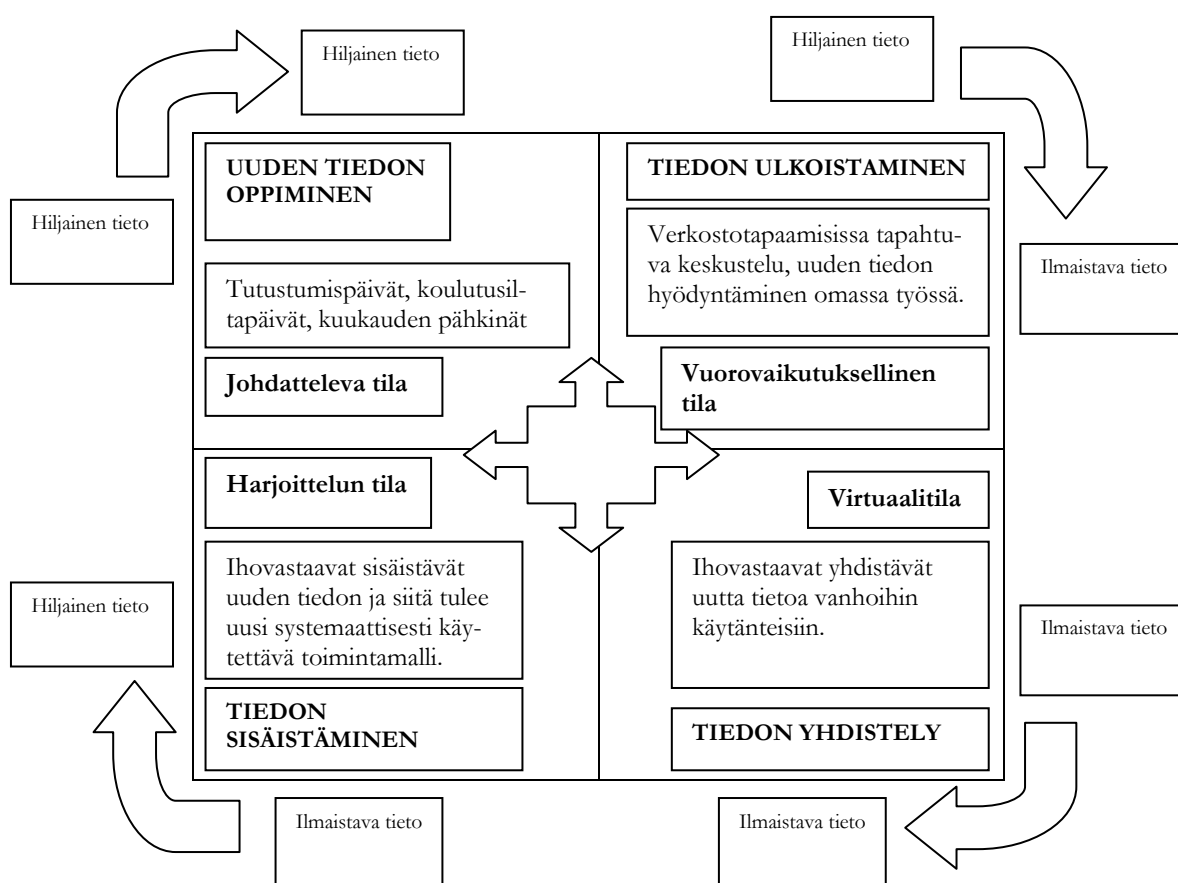 Hiljainen tieto
Hiljainen tieto
Hiljainen tieto
UUDEN TIEDON
OPPIMINEN
Tutustumispäivät, koulutusil-
tapäivät, kuukauden pähkinät
Johdatteleva tila
TIEDON ULKOISTAMINEN
Verkostotapaamisissa tapahtu-
va keskustelu, uuden tiedon
hyödyntäminen omassa työssä.
Vuorovaikutuksellinen
tila
Ilmaistava tieto
Harjoittelun tila
Ihovastaavat sisäistävät
uuden tiedon ja siitä tulee
uusi systemaattisesti käy-
tettävä toimintamalli.
TIEDON
SISÄISTÄMINEN
Hiljainen tieto
Virtuaalitila
Ihovastaavat yhdistävät
uutta tietoa vanhoihin
käytänteisiin.
TIEDON YHDISTELY
Ilmaistava tieto
Ilmaistava tieto
Ilmaistava tieto